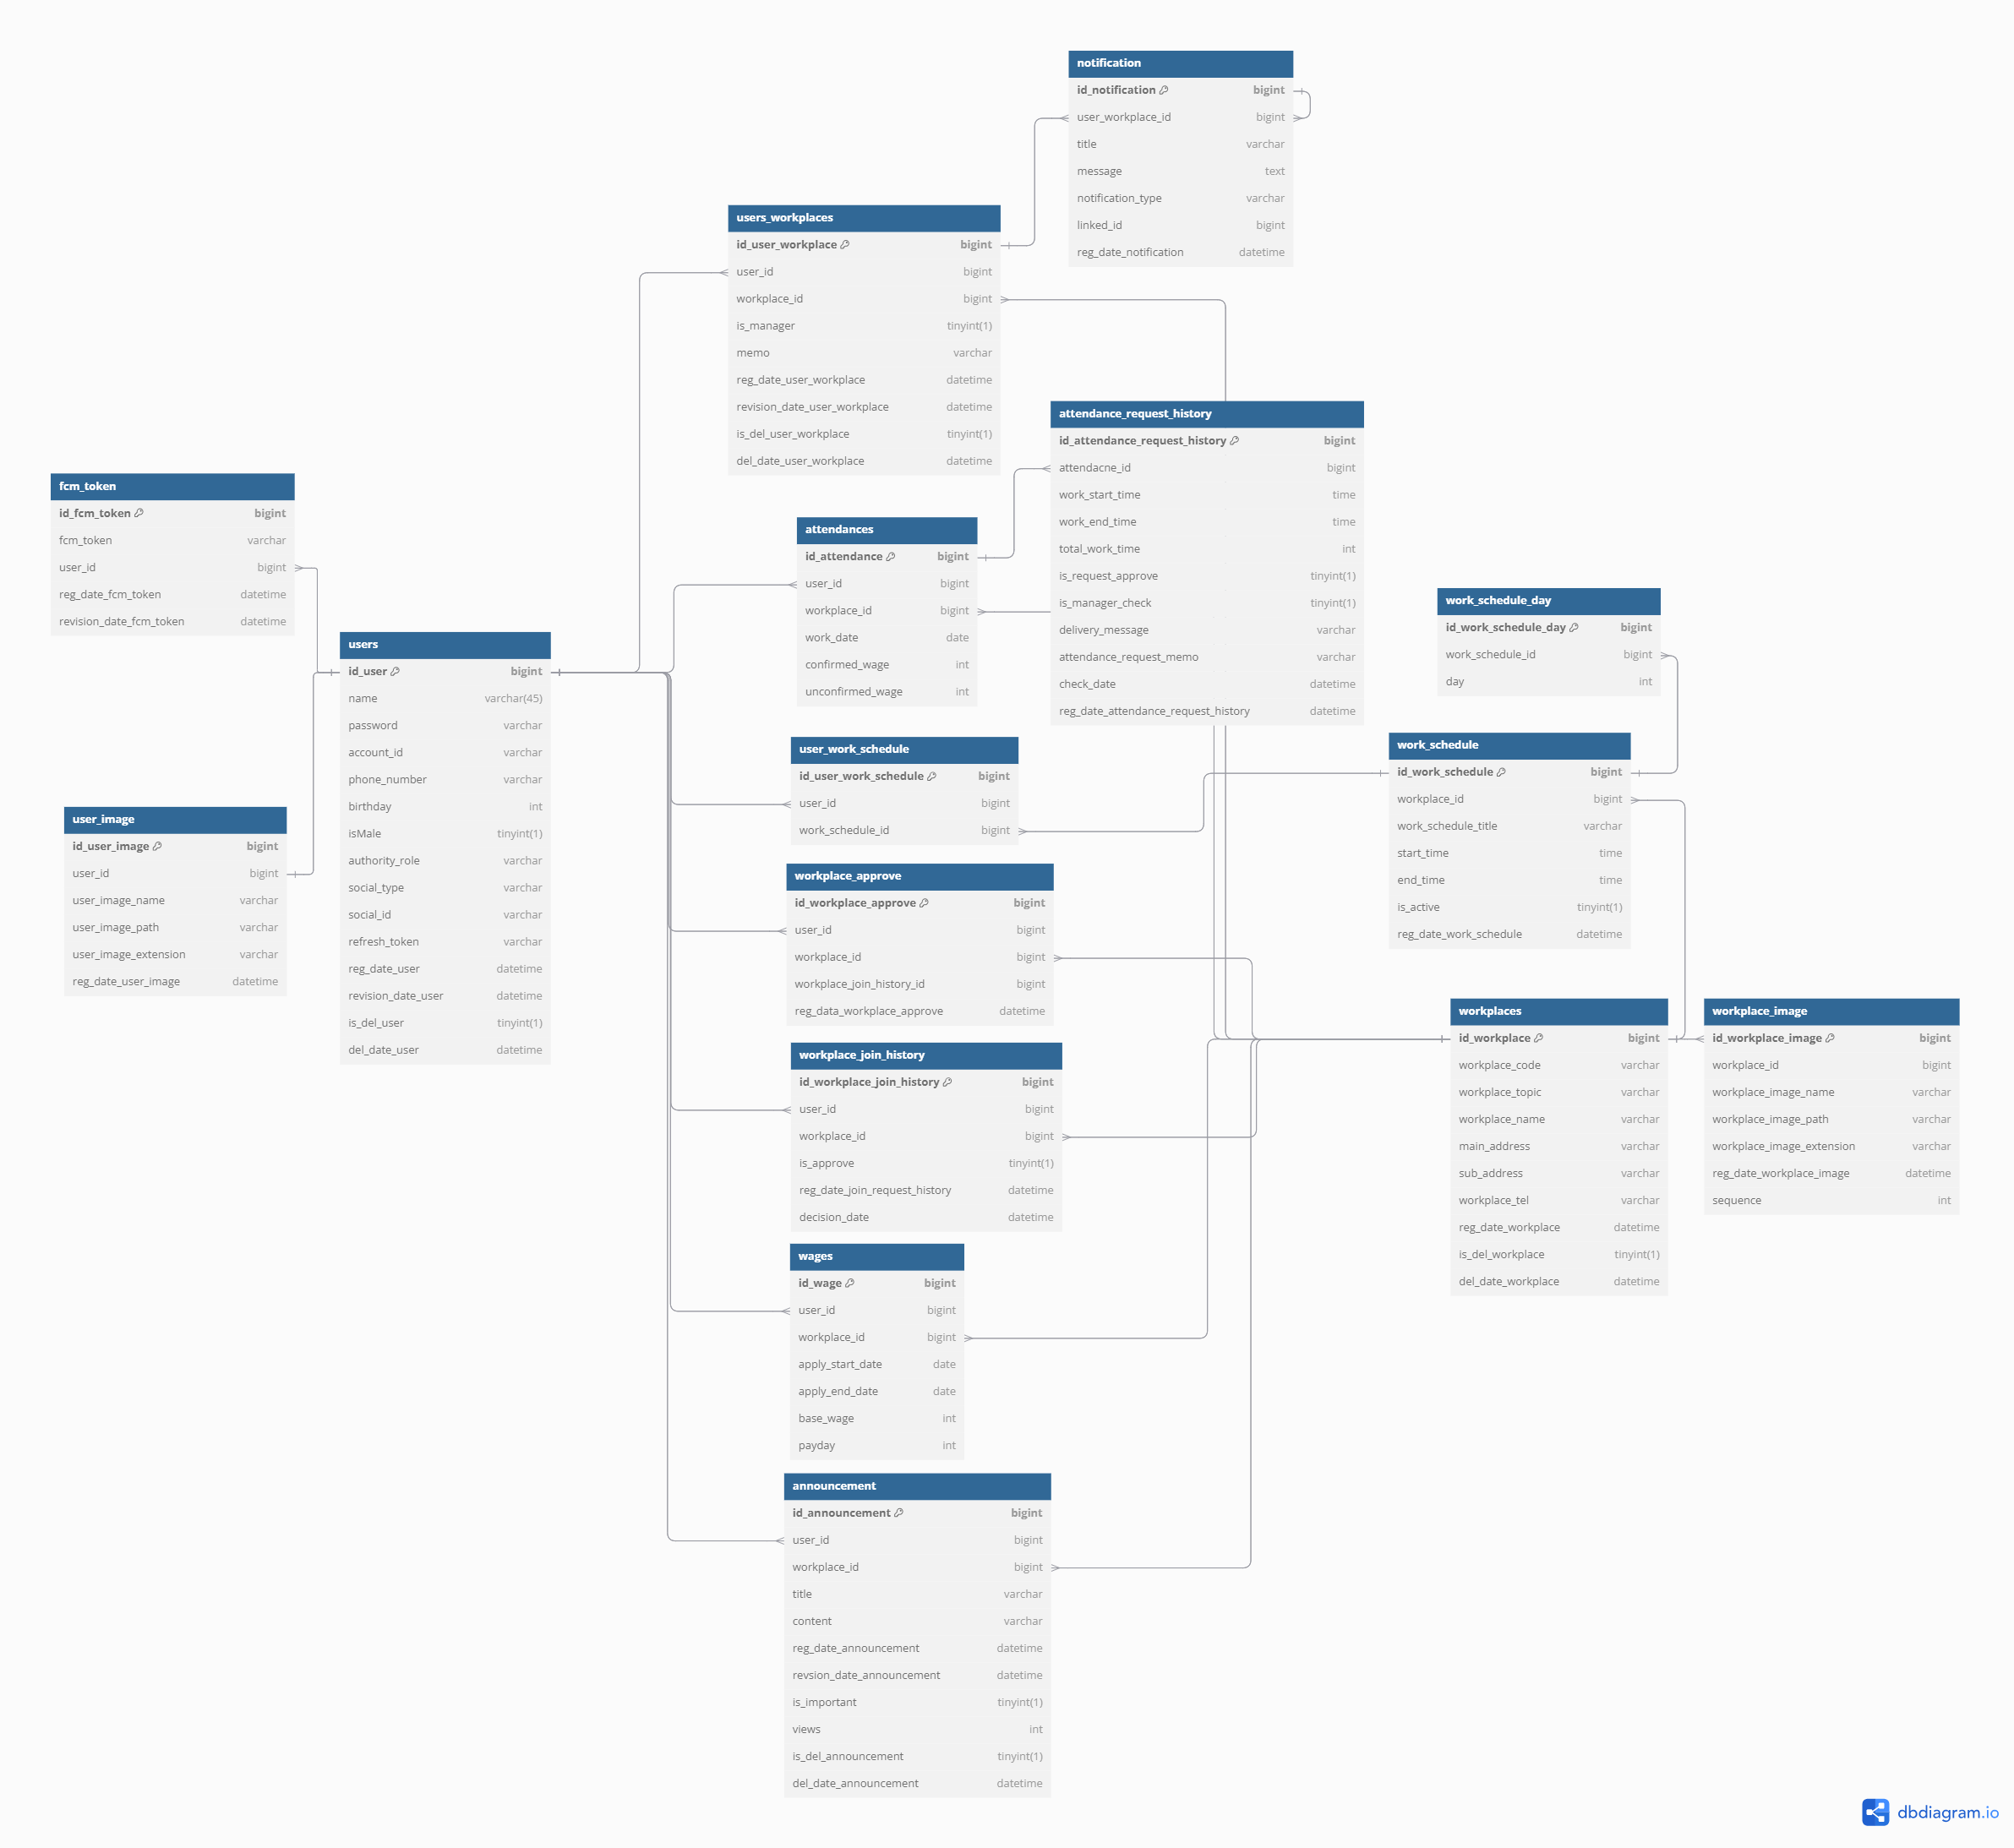 notification
id_notification bigint
user_workplace_id bigint
title varchar
message text
notification_type varchar
linked_id bigint
reg_date_notification datetime
users_workplaces
id_user_workplace bigint
user_id bigint
workplace_id bigint
is_manager tinyint(1)
memo varchar
reg_date_user_workplace datetime
revision_date_user_workplace datetime
is_del_user_workplace tinyint(1)
del_date_user_workplace datetime
attendance_request_history
id_attendance_request_history bigint
attendacne_id bigint
work_start_time time
work_end_time time
total_work_time int
is_request_approve tinyint(1)
is_manager_check tinyint(1)
delivery_message varchar
attendance_request_memo varchar
check_date datetime
reg_date_attendance_request_history datetime
fcm_token
id_fcm_token bigint
fcm_token varchar
user_id bigint
reg_date_fcm_token datetime
revision_date_fcm_token datetime
attendances
id_attendance bigint
user_id bigint
workplace_id bigint
work_date date
confirmed_wage int
unconfirmed_wage int
work_schedule_day
id_work_schedule_day bigint
work_schedule_id bigint
day int
users
id_user bigint
name varchar(45)
password varchar
account_id varchar
phone_number varchar
birthday int
isMale tinyint(1)
authority_role varchar
social_type varchar
social_id varchar
refresh_token varchar
reg_date_user datetime
revision_date_user datetime
is_del_user tinyint(1)
del_date_user datetime
user_work_schedule
id_user_work_schedule bigint
user_id bigint
work_schedule_id bigint
work_schedule
id_work_schedule bigint
workplace_id bigint
work_schedule_title varchar
start_time time
end_time time
is_active tinyint(1)
reg_date_work_schedule datetime
user_image
id_user_image bigint
user_id bigint
user_image_name varchar
user_image_path varchar
user_image_extension varchar
reg_date_user_image datetime
workplace_approve
id_workplace_approve bigint
user_id bigint
workplace_id bigint
workplace_join_history_id bigint
reg_data_workplace_approve datetime
workplaces
id_workplace bigint
workplace_code varchar
workplace_topic varchar
workplace_name varchar
main_address varchar
sub_address varchar
workplace_tel varchar
reg_date_workplace datetime
is_del_workplace tinyint(1)
del_date_workplace datetime
workplace_image
id_workplace_image bigint
workplace_id bigint
workplace_image_name varchar
workplace_image_path varchar
workplace_image_extension varchar
reg_date_workplace_image datetime
sequence int
workplace_join_history
id_workplace_join_history bigint
user_id bigint
workplace_id bigint
is_approve tinyint(1)
reg_date_join_request_history datetime
decision_date datetime
wages
id_wage bigint
user_id bigint
workplace_id bigint
apply_start_date date
apply_end_date date
base_wage int
payday int
announcement
id_announcement bigint
user_id bigint
workplace_id bigint
title varchar
content varchar
reg_date_announcement datetime
revsion_date_announcement datetime
is_important tinyint(1)
views int
is_del_announcement tinyint(1)
del_date_announcement datetime
dbdiagram.io